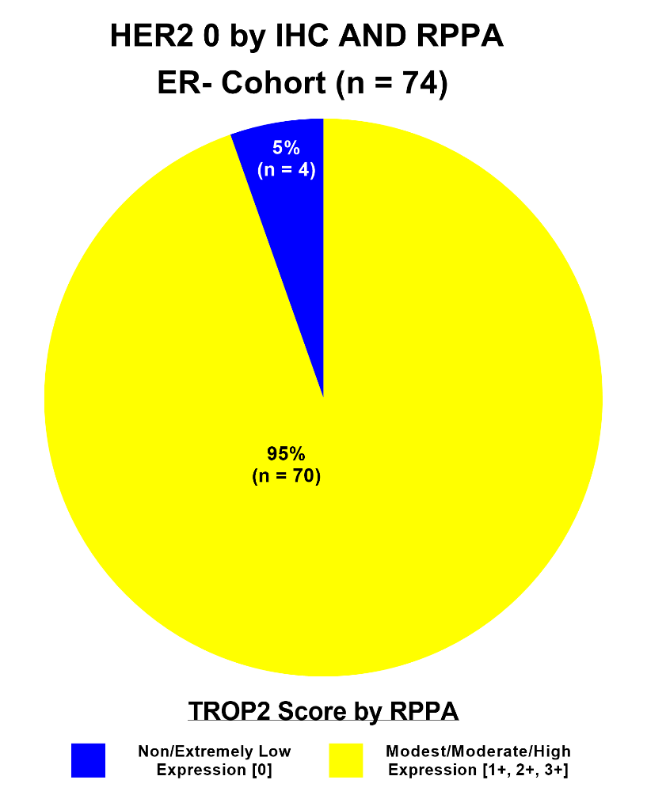 HER2 0 by IHC AND RPPA
ER- Cohort (n = 74)
5%
(n = 4)
95%
(n = 70)
TROP2 Score by RPPA
Non/Extremely Low
Expression [0]
Modest/Moderate/High
Expression [1+, 2+, 3+]